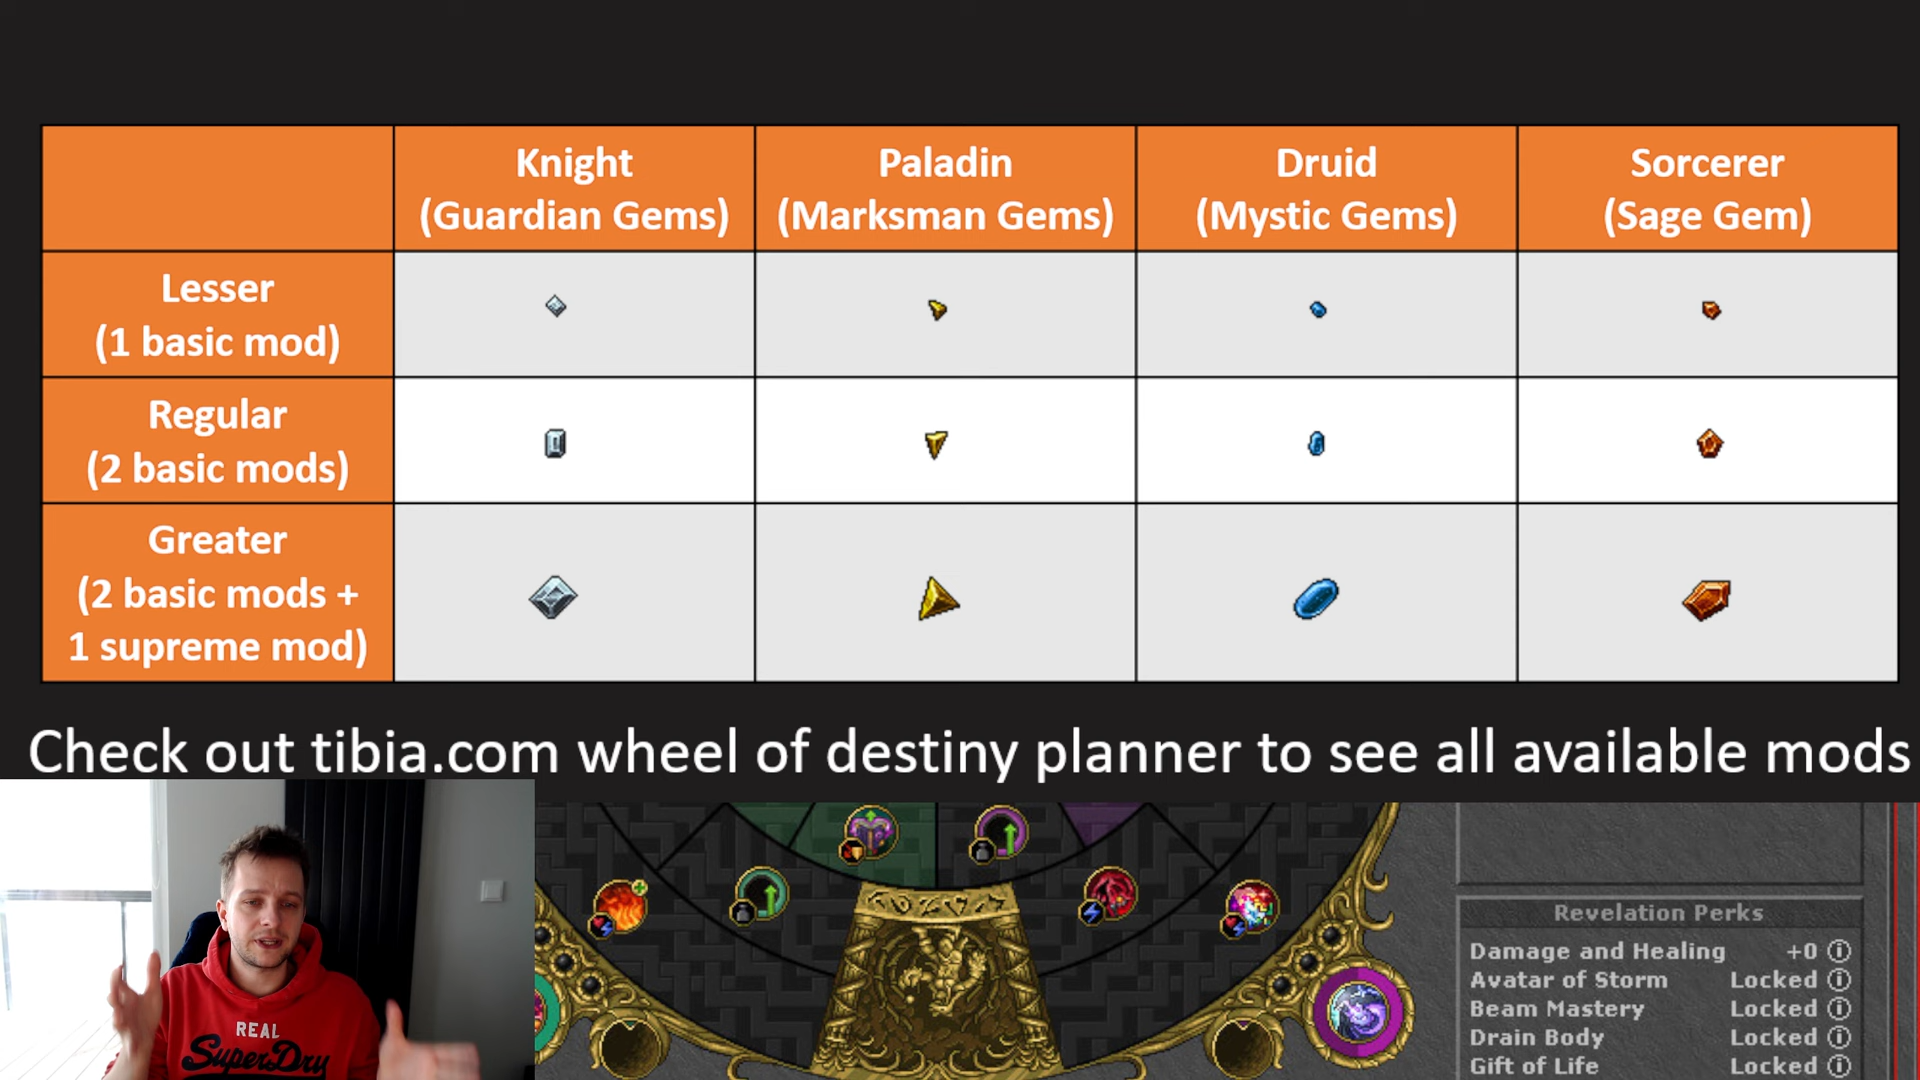 Knight
(Guardian Gems)
Paladin
(Marksman Gems)
Druid
(Mystic Gems)
Sorcerer
(Sage Gem)
Lesser
(1 basic mod)
Regular
(2 basic mods)
Greater
(2 basic mods +
1 supreme mod)
Check out tibia.com wheel of destiny planner to see all available mods
REAL
SuperDry
Revelation Perks
Damage and Healing +0
Avatar of Storm Locked
Beam Mastery Locked
Drain Body Locked
Gift of Life Locked